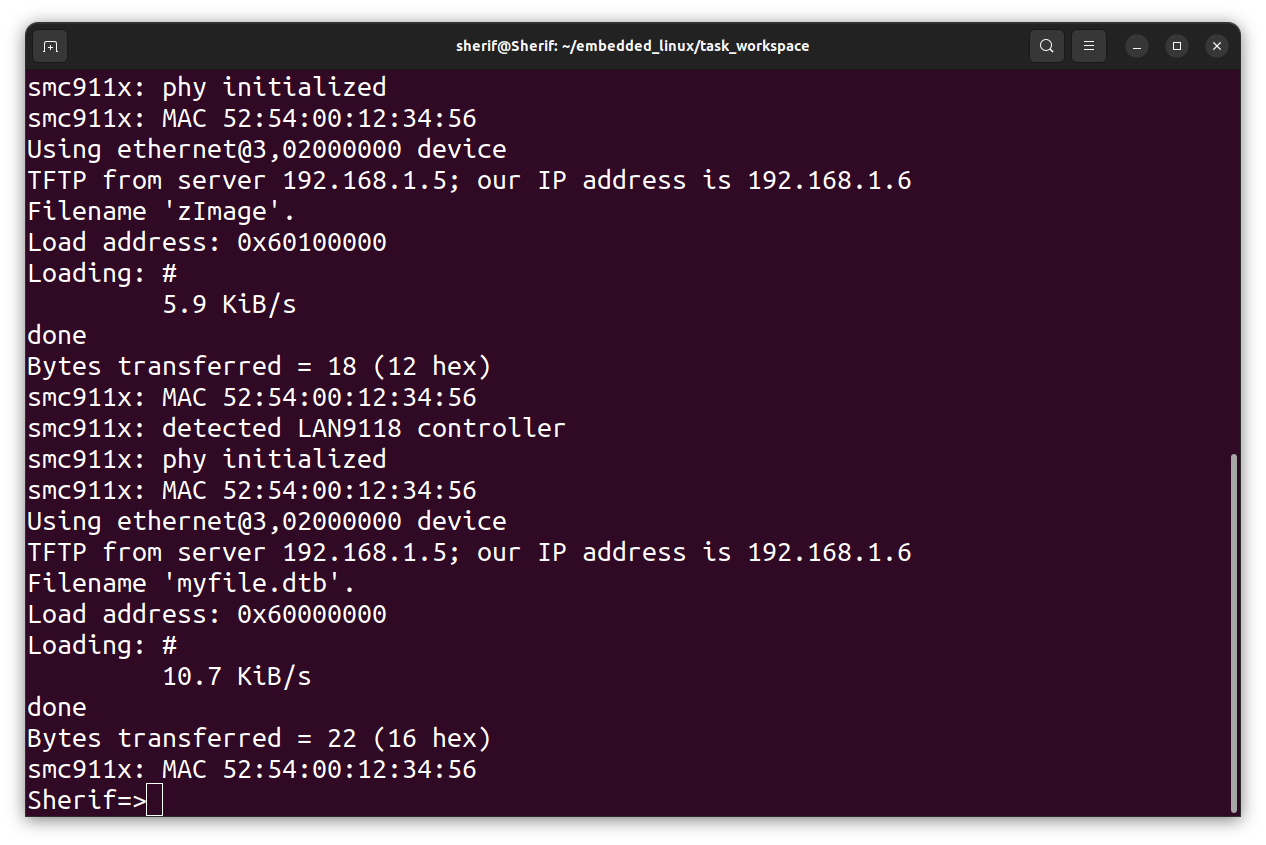 sherif@Sherif: ~/embedded_linux/task_workspace
smc911x: phy initialized
smc911x: MAC 52:54:00:12:34:56
Using ethernet@3,02000000 device
TFTP from server 192.168.1.5; our IP address is 192.168.1.6
Filename 'zImage'.
Load address: 0x60100000
Loading: #
5.9 KiB/s
done
Bytes transferred = 18 (12 hex)
smc911x: MAC 52:54:00:12:34:56
smc911x: detected LAN9118 controller
smc911x: phy initialized
smc911x: MAC 52:54:00:12:34:56
Using ethernet@3,02000000 device
TFTP from server 192.168.1.5; our IP address is 192.168.1.6
Filename 'myfile.dtb'.
Load address: 0x60000000
Loading: #
10.7 KiB/s
done
Bytes transferred = 22 (16 hex)
smc911x: MAC 52:54:00:12:34:56
Sherif=>